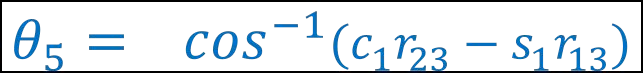 θ₅ = cos⁻¹(c₁r₂₃ − s₁r₁₃)